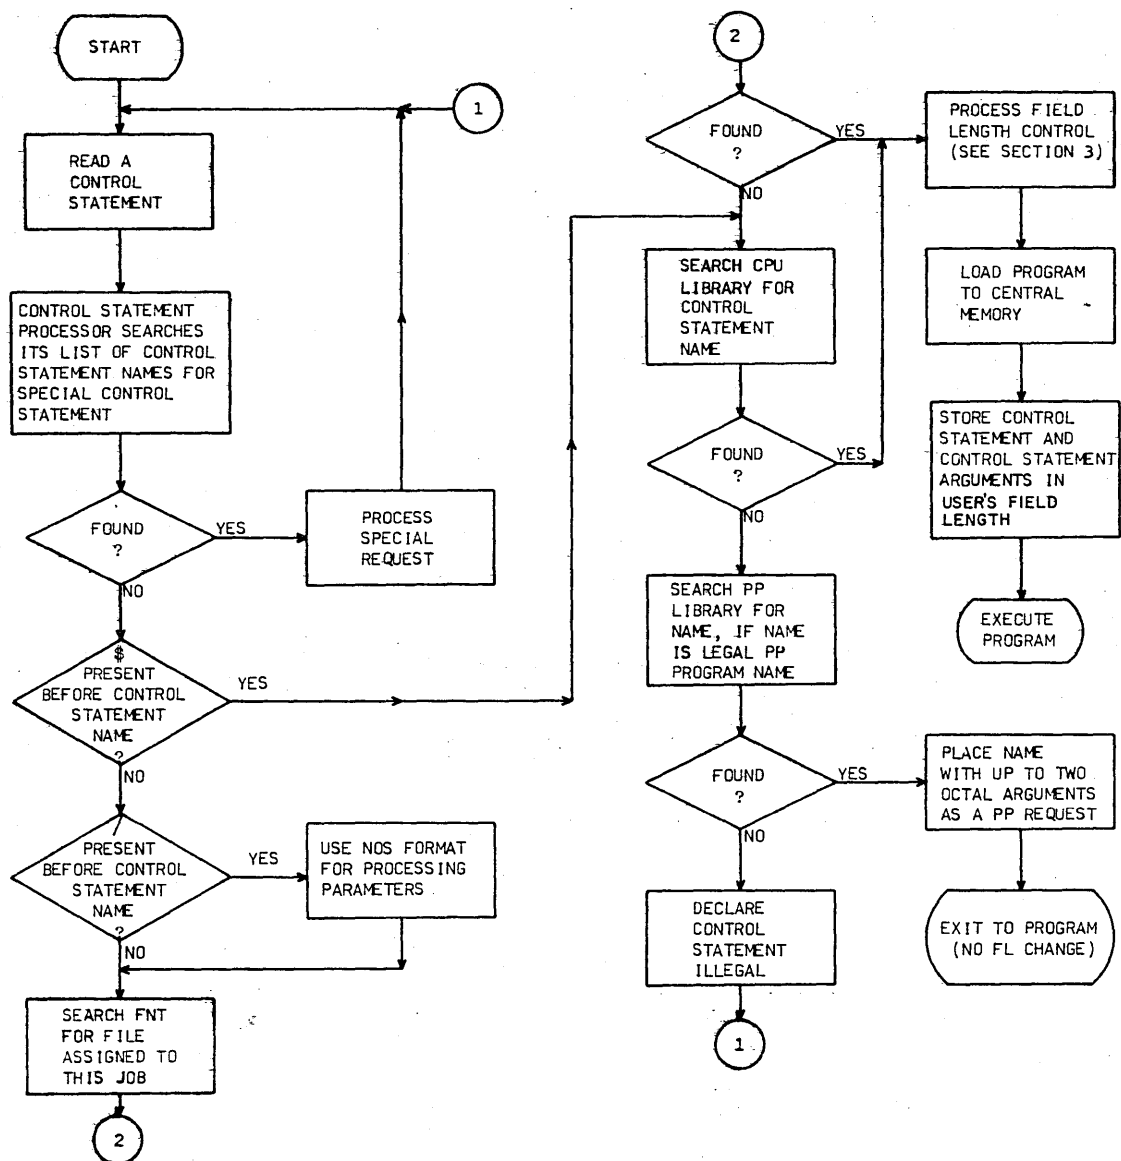 START
1
READ A
CONTROL
STATEMENT
CONTROL STATEMENT
PROCESSOR SEARCHES
ITS LIST OF CONTROL
STATEMENT NAMES FOR
SPECIAL CONTROL
STATEMENT
FOUND
?
YES
PROCESS
SPECIAL
REQUEST
NO
$
PRESENT
BEFORE CONTROL
STATEMENT
NAME
?
YES
NO
/
PRESENT
BEFORE CONTROL
STATEMENT
NAME
?
YES
USE NOS FORMAT
FOR PROCESSING
PARAMETERS
NO
SEARCH FNT
FOR FILE
ASSIGNED TO
THIS JOB
2
2
FOUND
?
YES
PROCESS FIELD
LENGTH CONTROL
(SEE SECTION 3)
NO
SEARCH CPU
LIBRARY FOR
CONTROL
STATEMENT
NAME
LOAD PROGRAM
TO CENTRAL
MEMORY
FOUND
?
YES
STORE CONTROL
STATEMENT AND
CONTROL STATEMENT
ARGUMENTS IN
USER'S FIELD
LENGTH
NO
SEARCH PP
LIBRARY FOR
NAME, IF NAME
IS LEGAL PP
PROGRAM NAME
EXECUTE
PROGRAM
FOUND
?
YES
PLACE NAME
WITH UP TO TWO
OCTAL ARGUMENTS
AS A PP REQUEST
NO
DECLARE
CONTROL
STATEMENT
ILLEGAL
EXIT TO PROGRAM
(NO FL CHANGE)
1